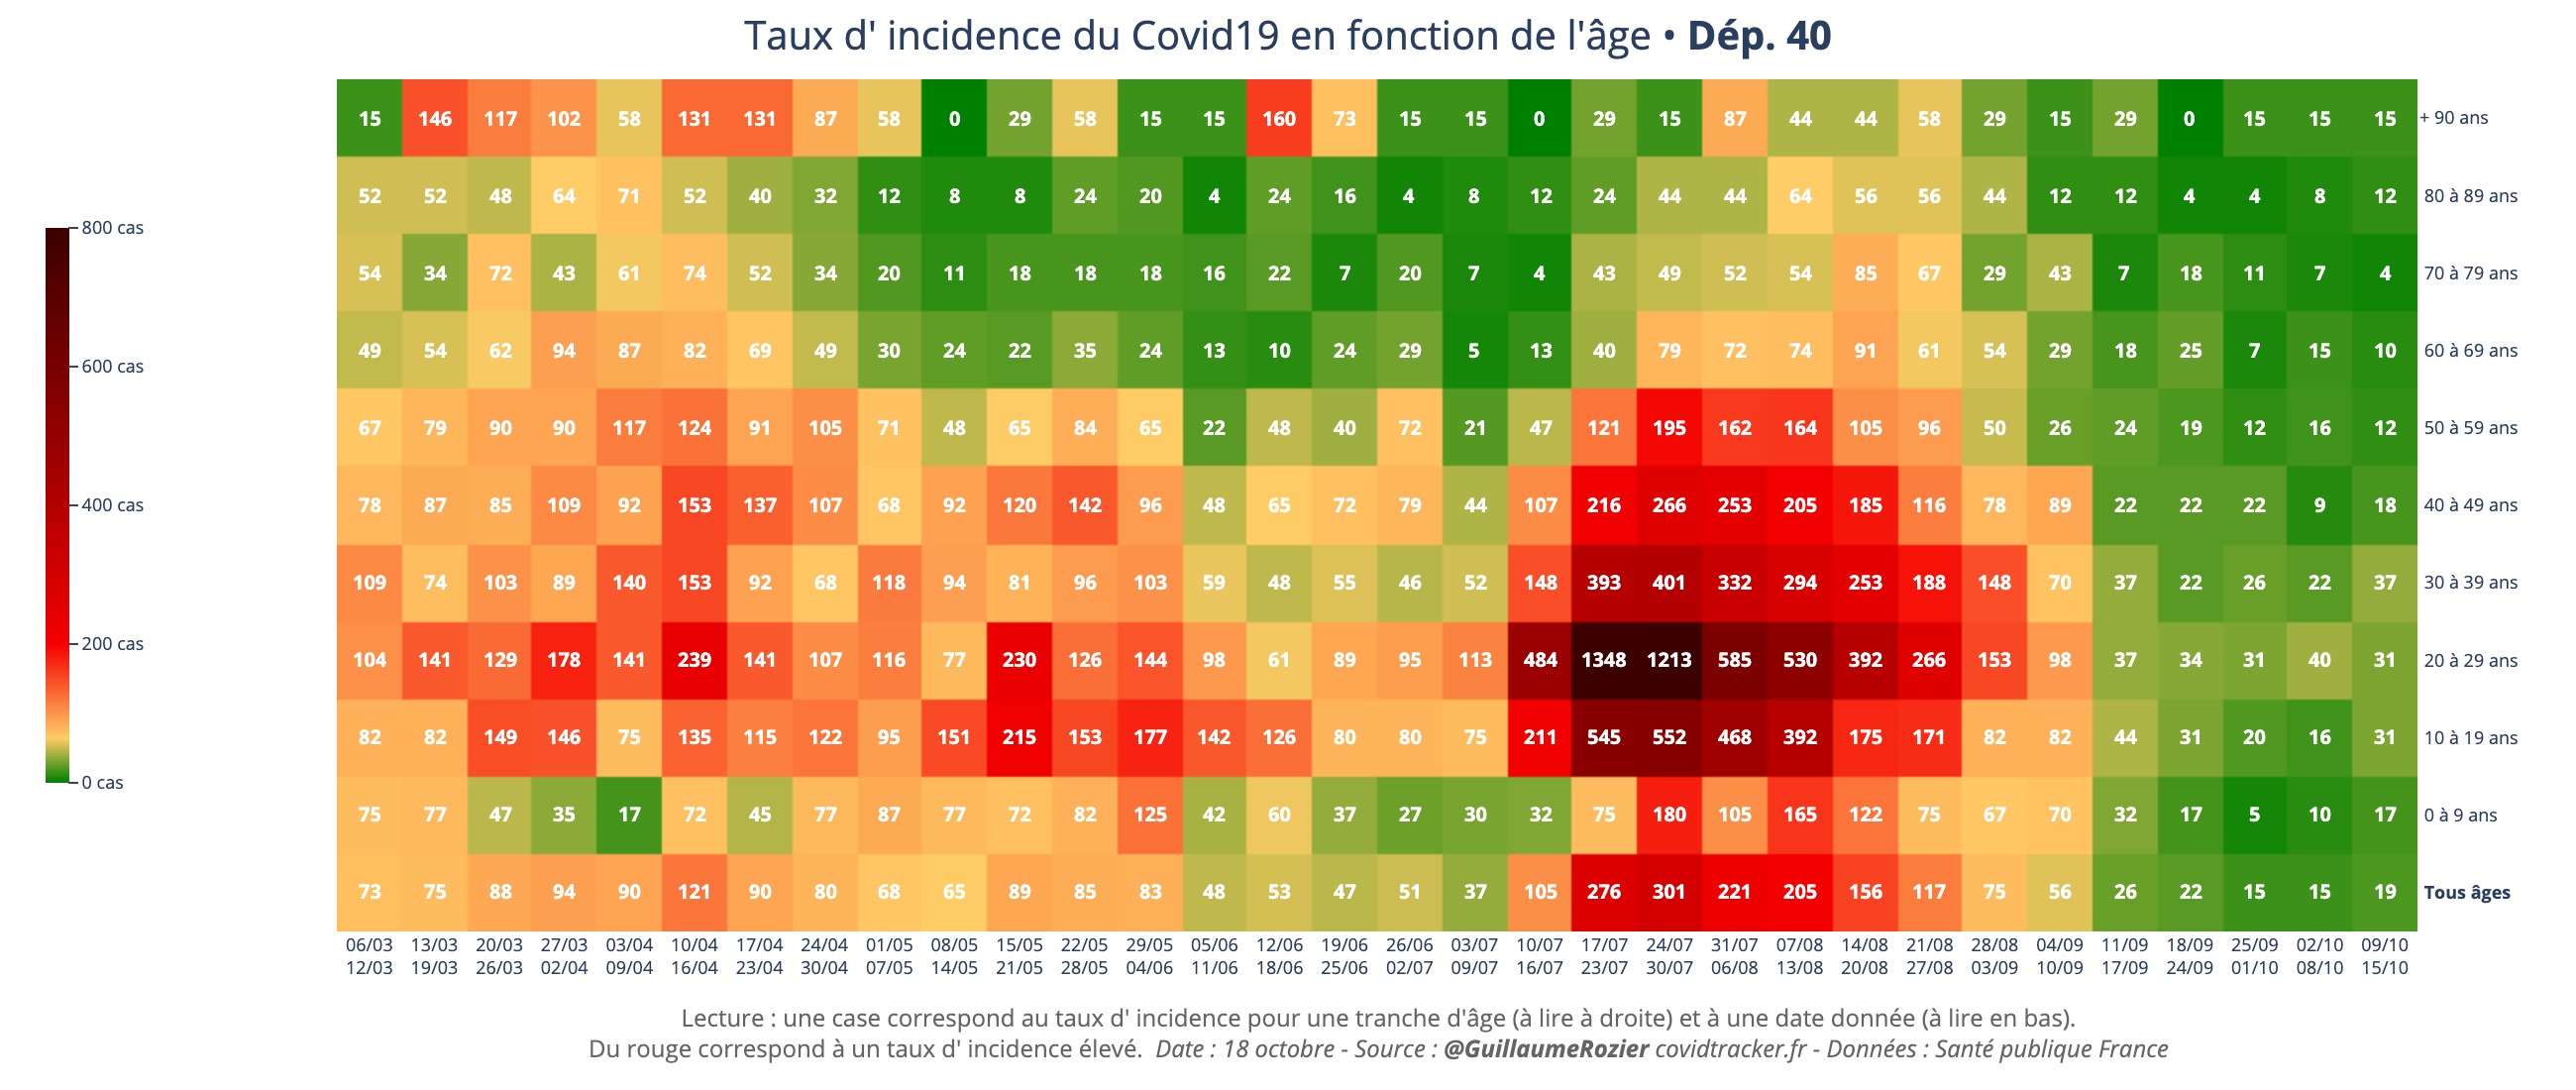 Taux d' incidence du Covid19 en fonction de l'âge • Dép. 40
800 cas
600 cas
400 cas
200 cas
0 cas
15 146 117 102 58 131 131 87 58 0 29 58 15 15 160 73 15 15 0 29 15 87 44 44 58 29 15 29 0 15 15 15 + 90 ans
52 52 48 64 71 52 40 32 12 8 8 24 20 4 24 16 4 8 12 24 44 44 64 56 56 44 12 12 4 4 8 12 80 à 89 ans
54 34 72 43 61 74 52 34 20 11 18 18 18 16 22 7 20 7 4 43 49 52 54 85 67 29 43 7 18 11 7 4 70 à 79 ans
49 54 62 94 87 82 69 49 30 24 22 35 24 13 10 24 29 5 13 40 79 72 74 91 61 54 29 18 25 7 15 10 60 à 69 ans
67 79 90 90 117 124 91 105 71 48 65 84 65 22 48 40 72 21 47 121 195 162 164 105 96 50 26 24 19 12 16 12 50 à 59 ans
78 87 85 109 92 153 137 107 68 92 120 142 96 48 65 72 79 44 107 216 266 253 205 185 116 78 89 22 22 22 9 18 40 à 49 ans
109 74 103 89 140 153 92 68 118 94 81 96 103 59 48 55 46 52 148 393 401 332 294 253 188 148 70 37 22 26 22 37 30 à 39 ans
104 141 129 178 141 239 141 107 116 77 230 126 144 98 61 89 95 113 484 1348 1213 585 530 392 266 153 98 37 34 31 40 31 20 à 29 ans
82 82 149 146 75 135 115 122 95 151 215 153 177 142 126 80 80 75 211 545 552 468 392 175 171 82 82 44 31 20 16 31 10 à 19 ans
75 77 47 35 17 72 45 77 87 77 72 82 125 42 60 37 27 30 32 75 180 105 165 122 75 67 70 32 17 5 10 17 0 à 9 ans
73 75 88 94 90 121 90 80 68 65 89 85 83 48 53 47 51 37 105 276 301 221 205 156 117 75 56 26 22 15 15 19 Tous âges
06/03 13/03 20/03 27/03 03/04 10/04 17/04 24/04 01/05 08/05 15/05 22/05 29/05 05/06 12/06 19/06 26/06 03/07 10/07 17/07 24/07 31/07 07/08 14/08 21/08 28/08 04/09 11/09 18/09 25/09 02/10 09/10
12/03 19/03 26/03 02/04 09/04 16/04 23/04 30/04 07/05 14/05 21/05 28/05 04/06 11/06 18/06 25/06 02/07 09/07 16/07 23/07 30/07 06/08 13/08 20/08 27/08 03/09 10/09 17/09 24/09 01/10 08/10 15/10
Lecture : une case correspond au taux d' incidence pour une tranche d'âge (à lire à droite) et à une date donnée (à lire en bas).
Du rouge correspond à un taux d' incidence élevé. Date : 18 octobre - Source : @GuillaumeRozier covidtracker.fr - Données : Santé publique France